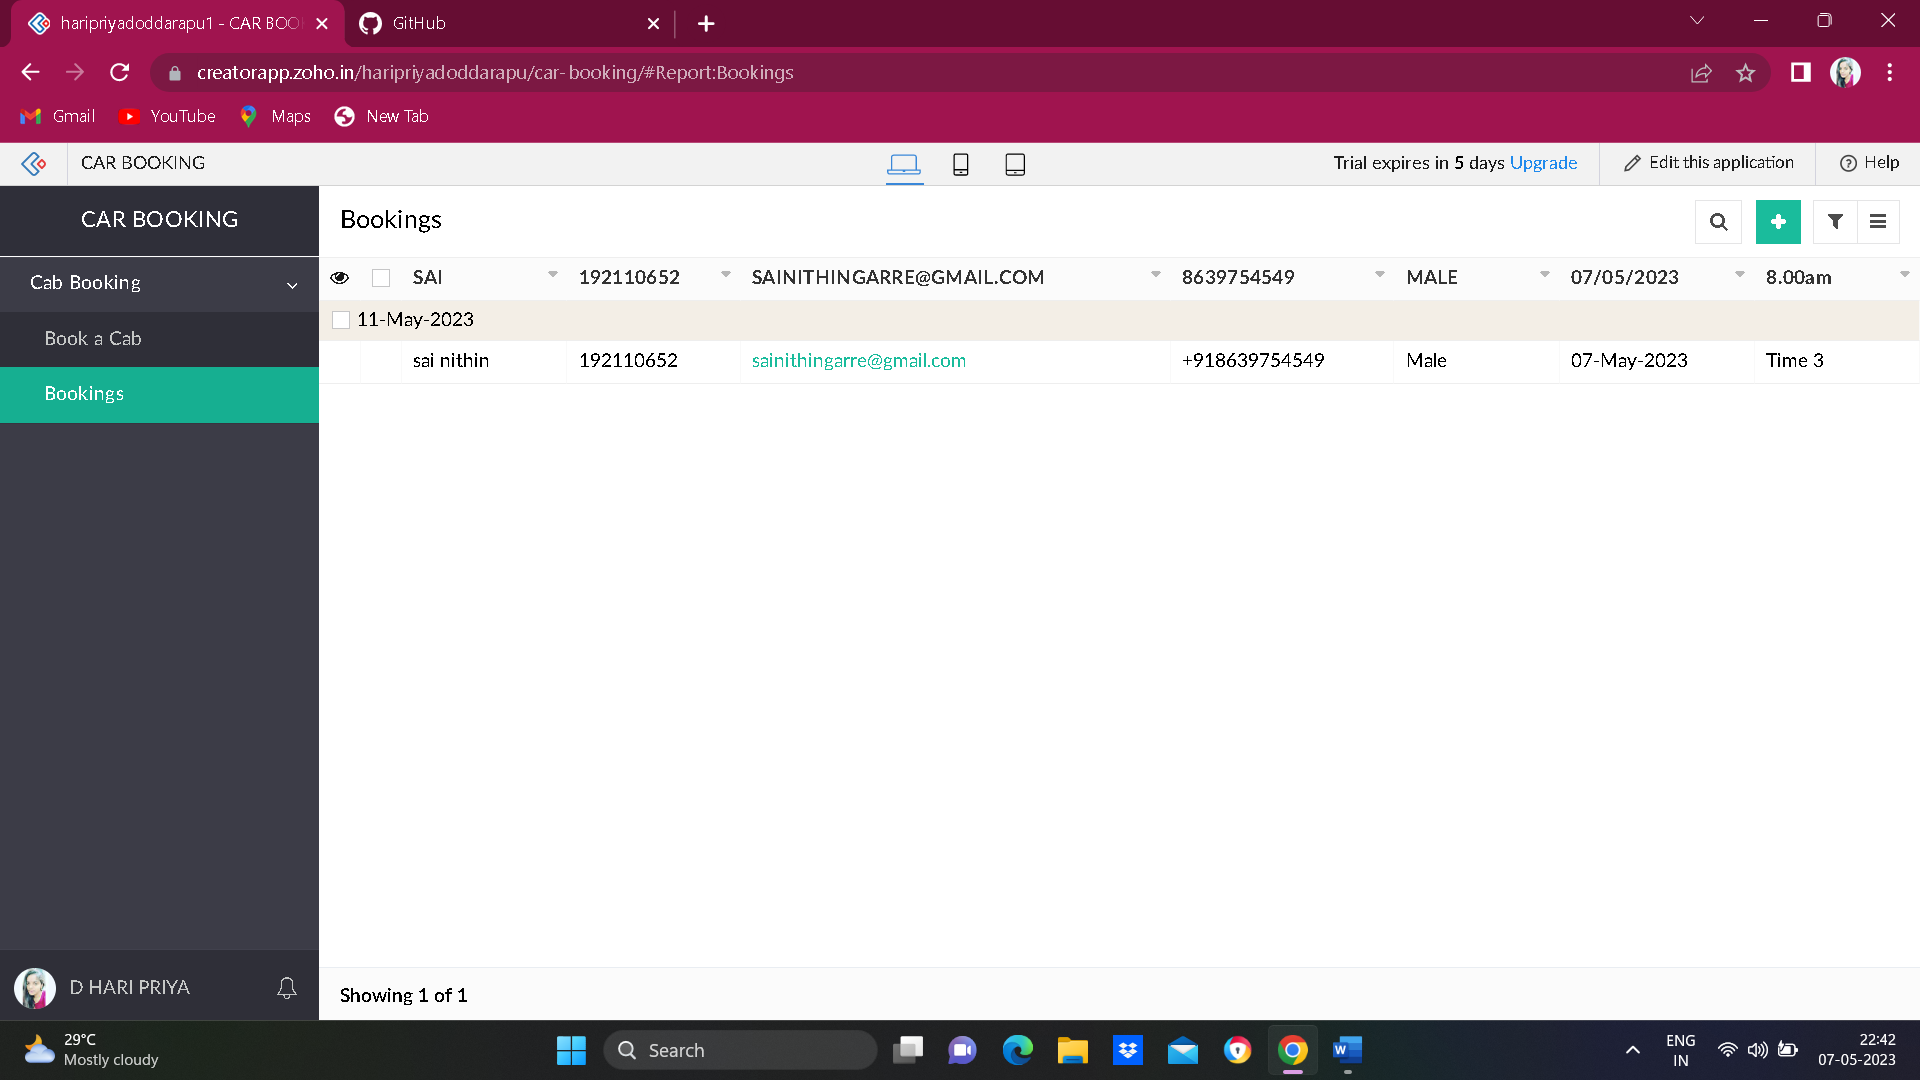 haripriyadoddarapu1 - CAR BOO
GitHub
creatorapp.zoho.in/haripriyadoddarapu/car-booking/#Report:Bookings
Gmail
YouTube
Maps
New Tab
CAR BOOKING
Trial expires in 5 days Upgrade
Edit this application
Help
CAR BOOKING
Bookings
Cab Booking
Book a Cab
Bookings
SAI 192110652 SAINITHINGARRE@GMAIL.COM 8639754549 MALE 07/05/2023 8.00am
11-May-2023
sai nithin 192110652 sainithingarre@gmail.com +918639754549 Male 07-May-2023 Time 3
D HARI PRIYA
Showing 1 of 1
29°C
Mostly cloudy
Search
ENG
IN
22:42
07-05-2023